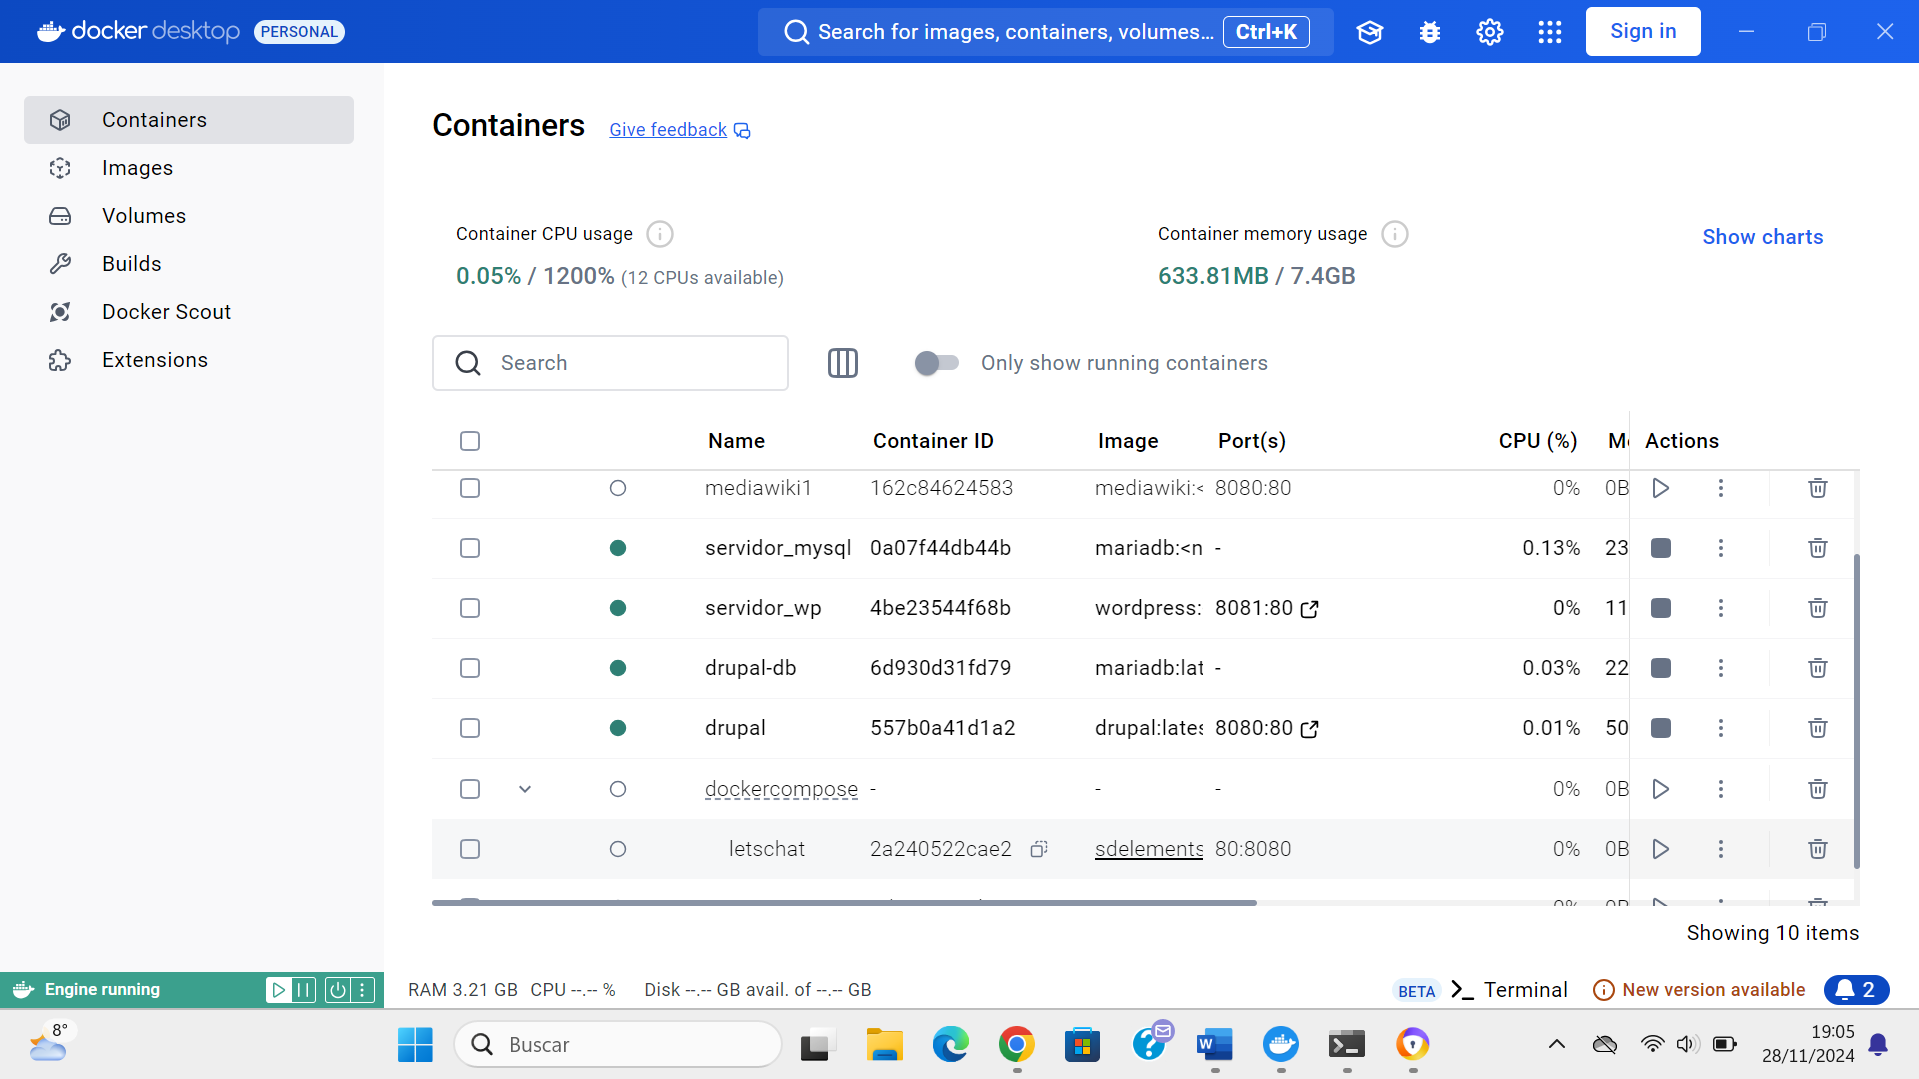 docker desktop PERSONAL
Search for images, containers, volumes... Ctrl+K
Sign in
Containers
Images
Volumes
Builds
Docker Scout
Extensions
Containers Give feedback
Container CPU usage
0.05% / 1200% (12 CPUs available)
Container memory usage
633.81MB / 7.4GB
Show charts
Search
Only show running containers
Name Container ID Image Port(s) CPU (%) Actions
mediawiki1 162c84624583 mediawiki:< 8080:80 0% 0B
servidor_mysql 0a07f44db44b mariadb:<n - 0.13% 23
servidor_wp 4be23544f68b wordpress: 8081:80 0% 11
drupal-db 6d930d31fd79 mariadb:lat - 0.03% 22
drupal 557b0a41d1a2 drupal:lates 8080:80 0.01% 50
dockercompose - - - 0% 0B
letschat 2a240522cae2 sdelements 80:8080 0% 0B
0% 0B
Showing 10 items
Engine running
RAM 3.21 GB CPU --.-- % Disk --.-- GB avail. of --.-- GB
BETA >_ Terminal
New version available
2
8°
Buscar
19:05
28/11/2024